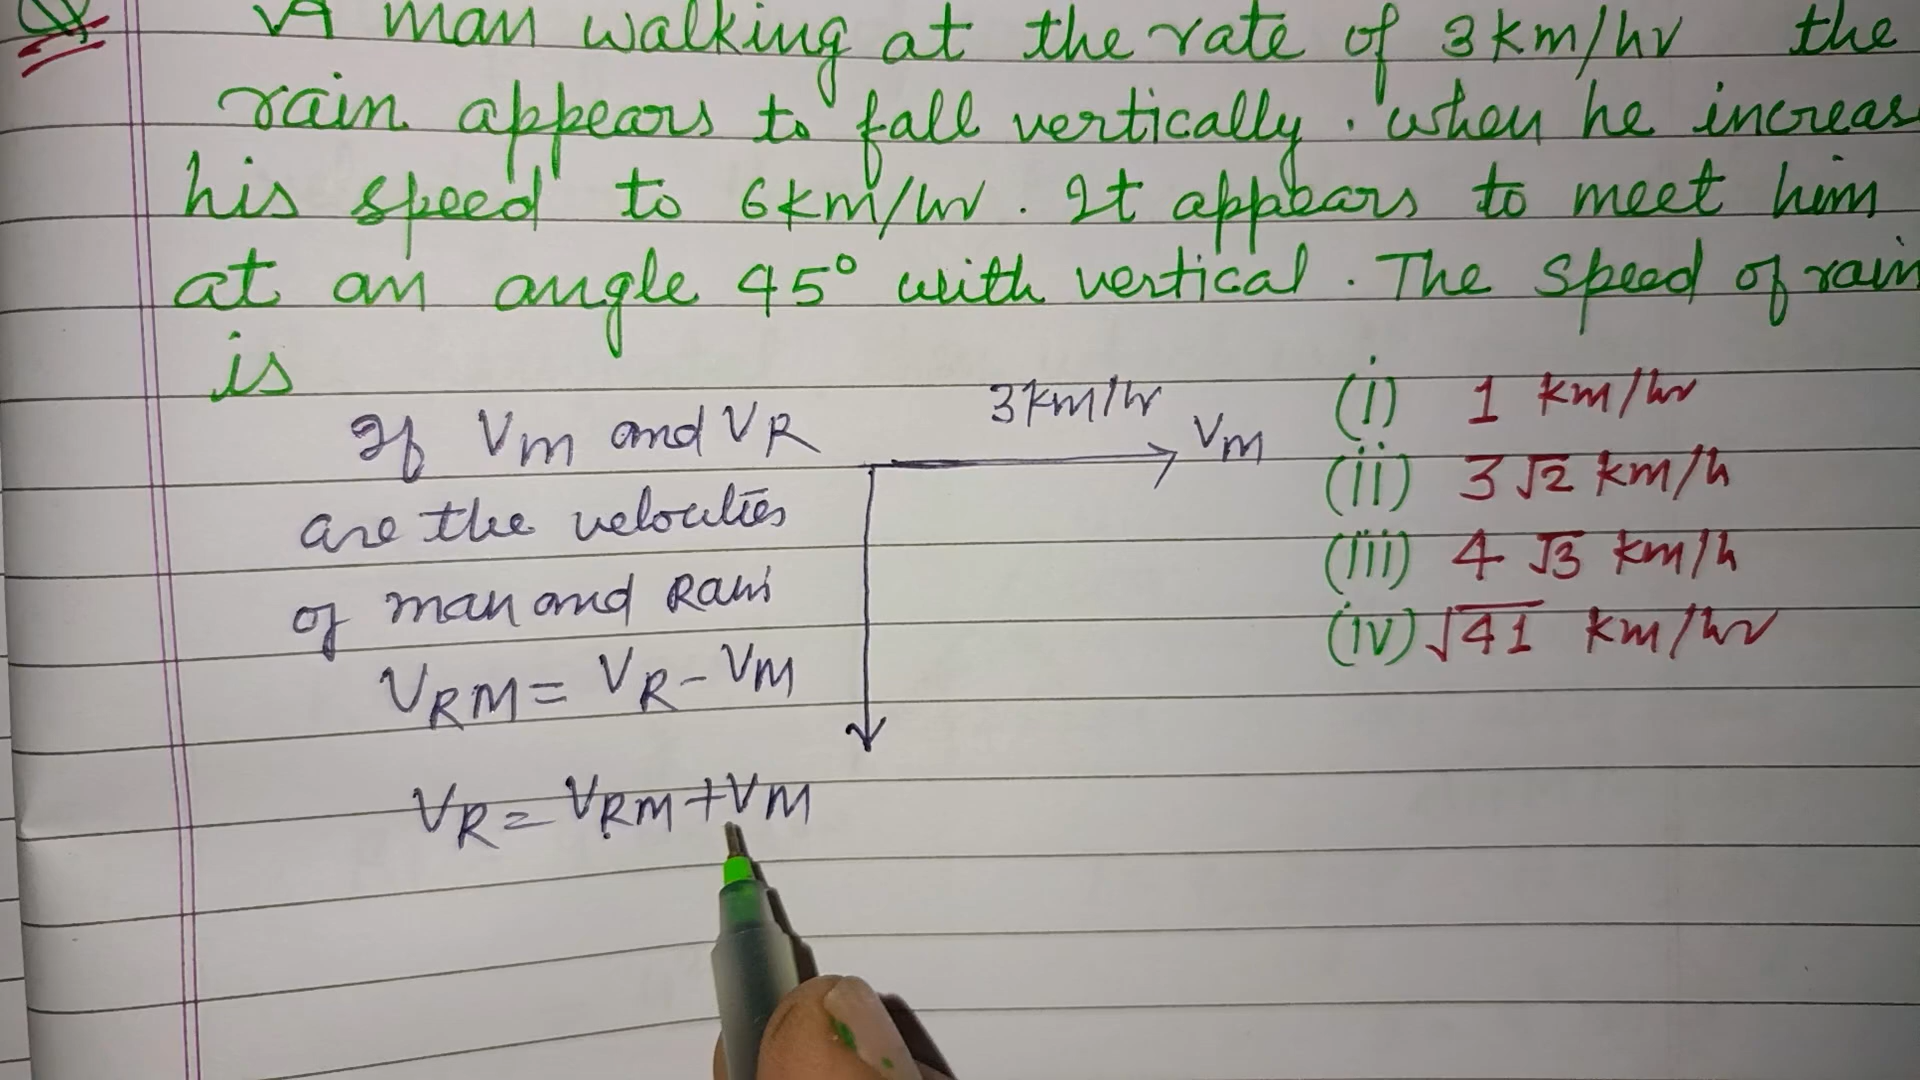 A man walking at the rate of 3km/hr the
rain appears to fall vertically. when he increas
his speed to 6km/hr. It appears to meet him
at an angle 45° with vertical. The speed of rain
is
3km/hr
VM
If Vm and VR
are the velocities
of man and Rain
VRM = VR - VM
VR = VRM + VM
(i) 1 km/hr
(ii) 3√2 km/h
(iii) 4 √3 km/h
(iv) √41 km/hr